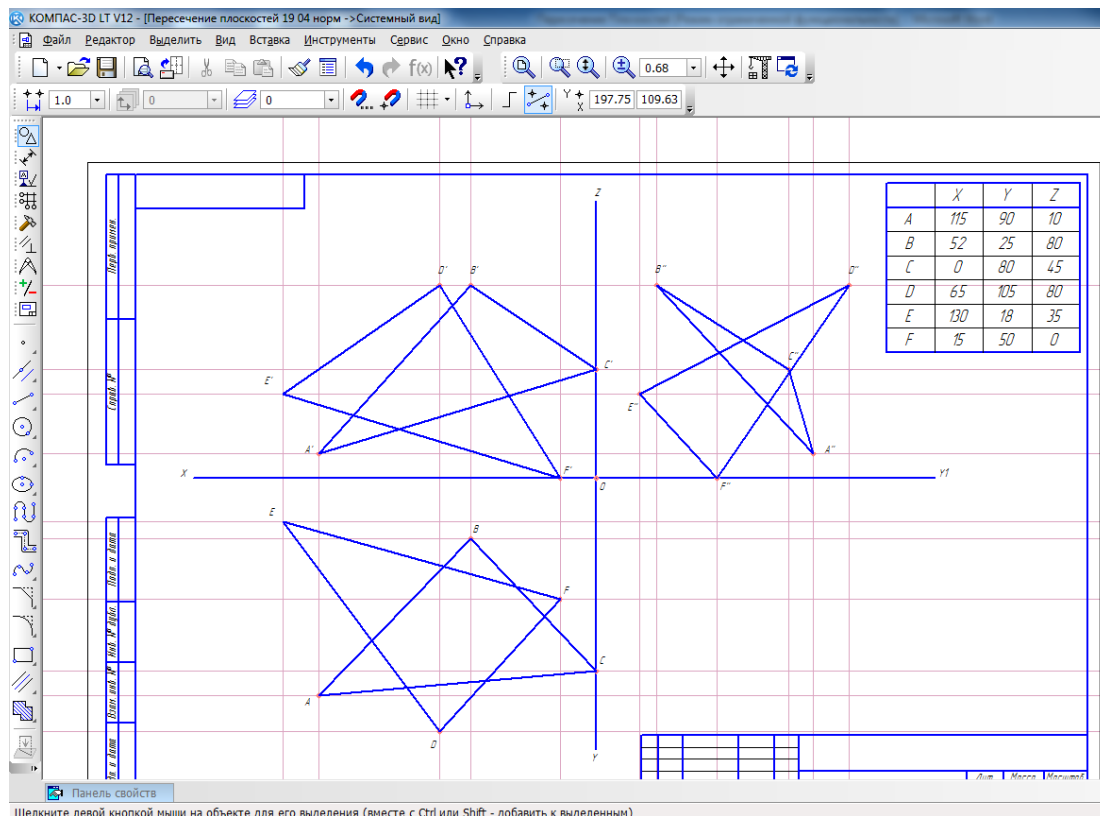 КОМПАС-3D LT V12 - [Пересечение плоскостей 19 04 норм ->Системный вид]
Файл Редактор Выделить Вид Вставка Инструменты Сервис Окно Справка
f(x) 0.68
1.0 0 0 Y X 197.75 109.63
Перв. примен.
Справ. №
Подп. и дата
Инв. № дубл.
Взам. инв. №
Z
X Y Z
A 115 90 10
B 52 25 80
C 0 80 45
D 65 105 80
E 130 18 35
F 15 50 0
D' B' B" D"
C' C"
E' E"
A' A"
X F' O F" Y1
E
B
F
C
A
D
Y
Лит. Масса Масштаб
Панель свойств
Щелкните левой кнопкой мыши на объекте для его выделения (вместе с Ctrl или Shift - добавить к выделенным)